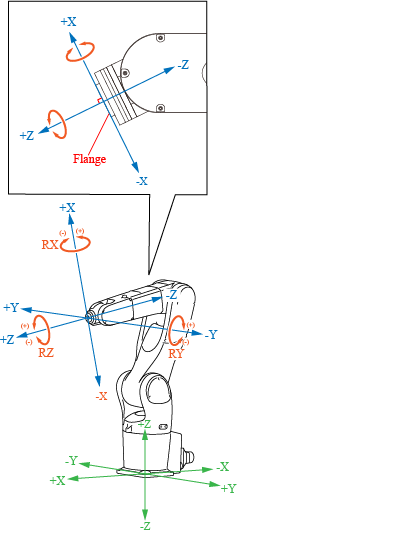 +X
-Z
+Z
Flange
-X
+X
(-) (+)
RX
-Z
+Y
(+)
(+)
-Y
+Z
(-)
(-)
RZ
RY
-X
+Z
-Y
-X
+X
+Y
-Z